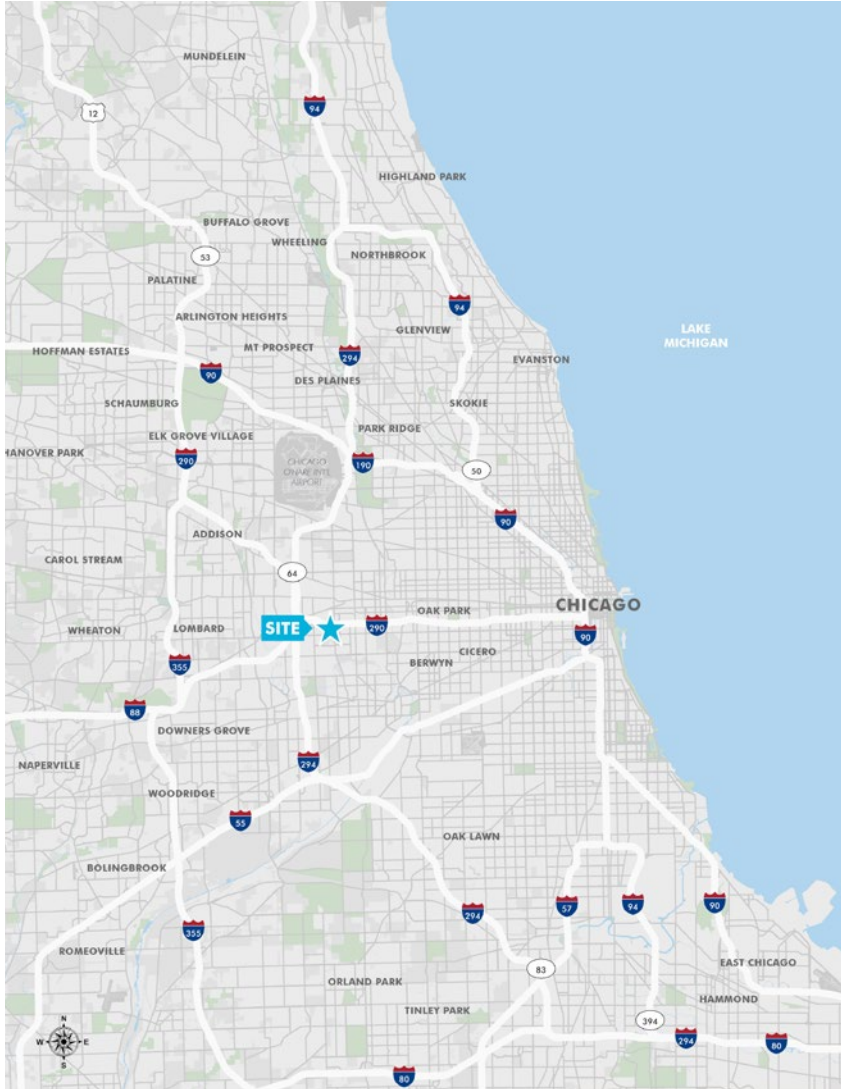 MUNDELEIN
94
12
HIGHLAND PARK
BUFFALO GROVE
WHEELING
53
NORTHBROOK
PALATINE
94
ARLINGTON HEIGHTS
GLENVIEW
LAKE
MICHIGAN
MT PROSPECT
HOFFMAN ESTATES
294
EVANSTON
90
DES PLAINES
SCHAUMBURG
SKOKIE
PARK RIDGE
ELK GROVE VILLAGE
HANOVER PARK
290
CHICAGO
O'HARE INT'L
AIRPORT
190
50
90
ADDISON
CAROL STREAM
64
CHICAGO
OAK PARK
SITE
290
WHEATON
LOMBARD
90
CICERO
BERWYN
355
88
DOWNERS GROVE
294
NAPERVILLE
WOODRIDGE
55
OAK LAWN
BOLINGBROOK
57
94
90
294
355
ROMEOVILLE
EAST CHICAGO
83
ORLAND PARK
HAMMOND
TINLEY PARK
394
N
W E
S
294
80
80